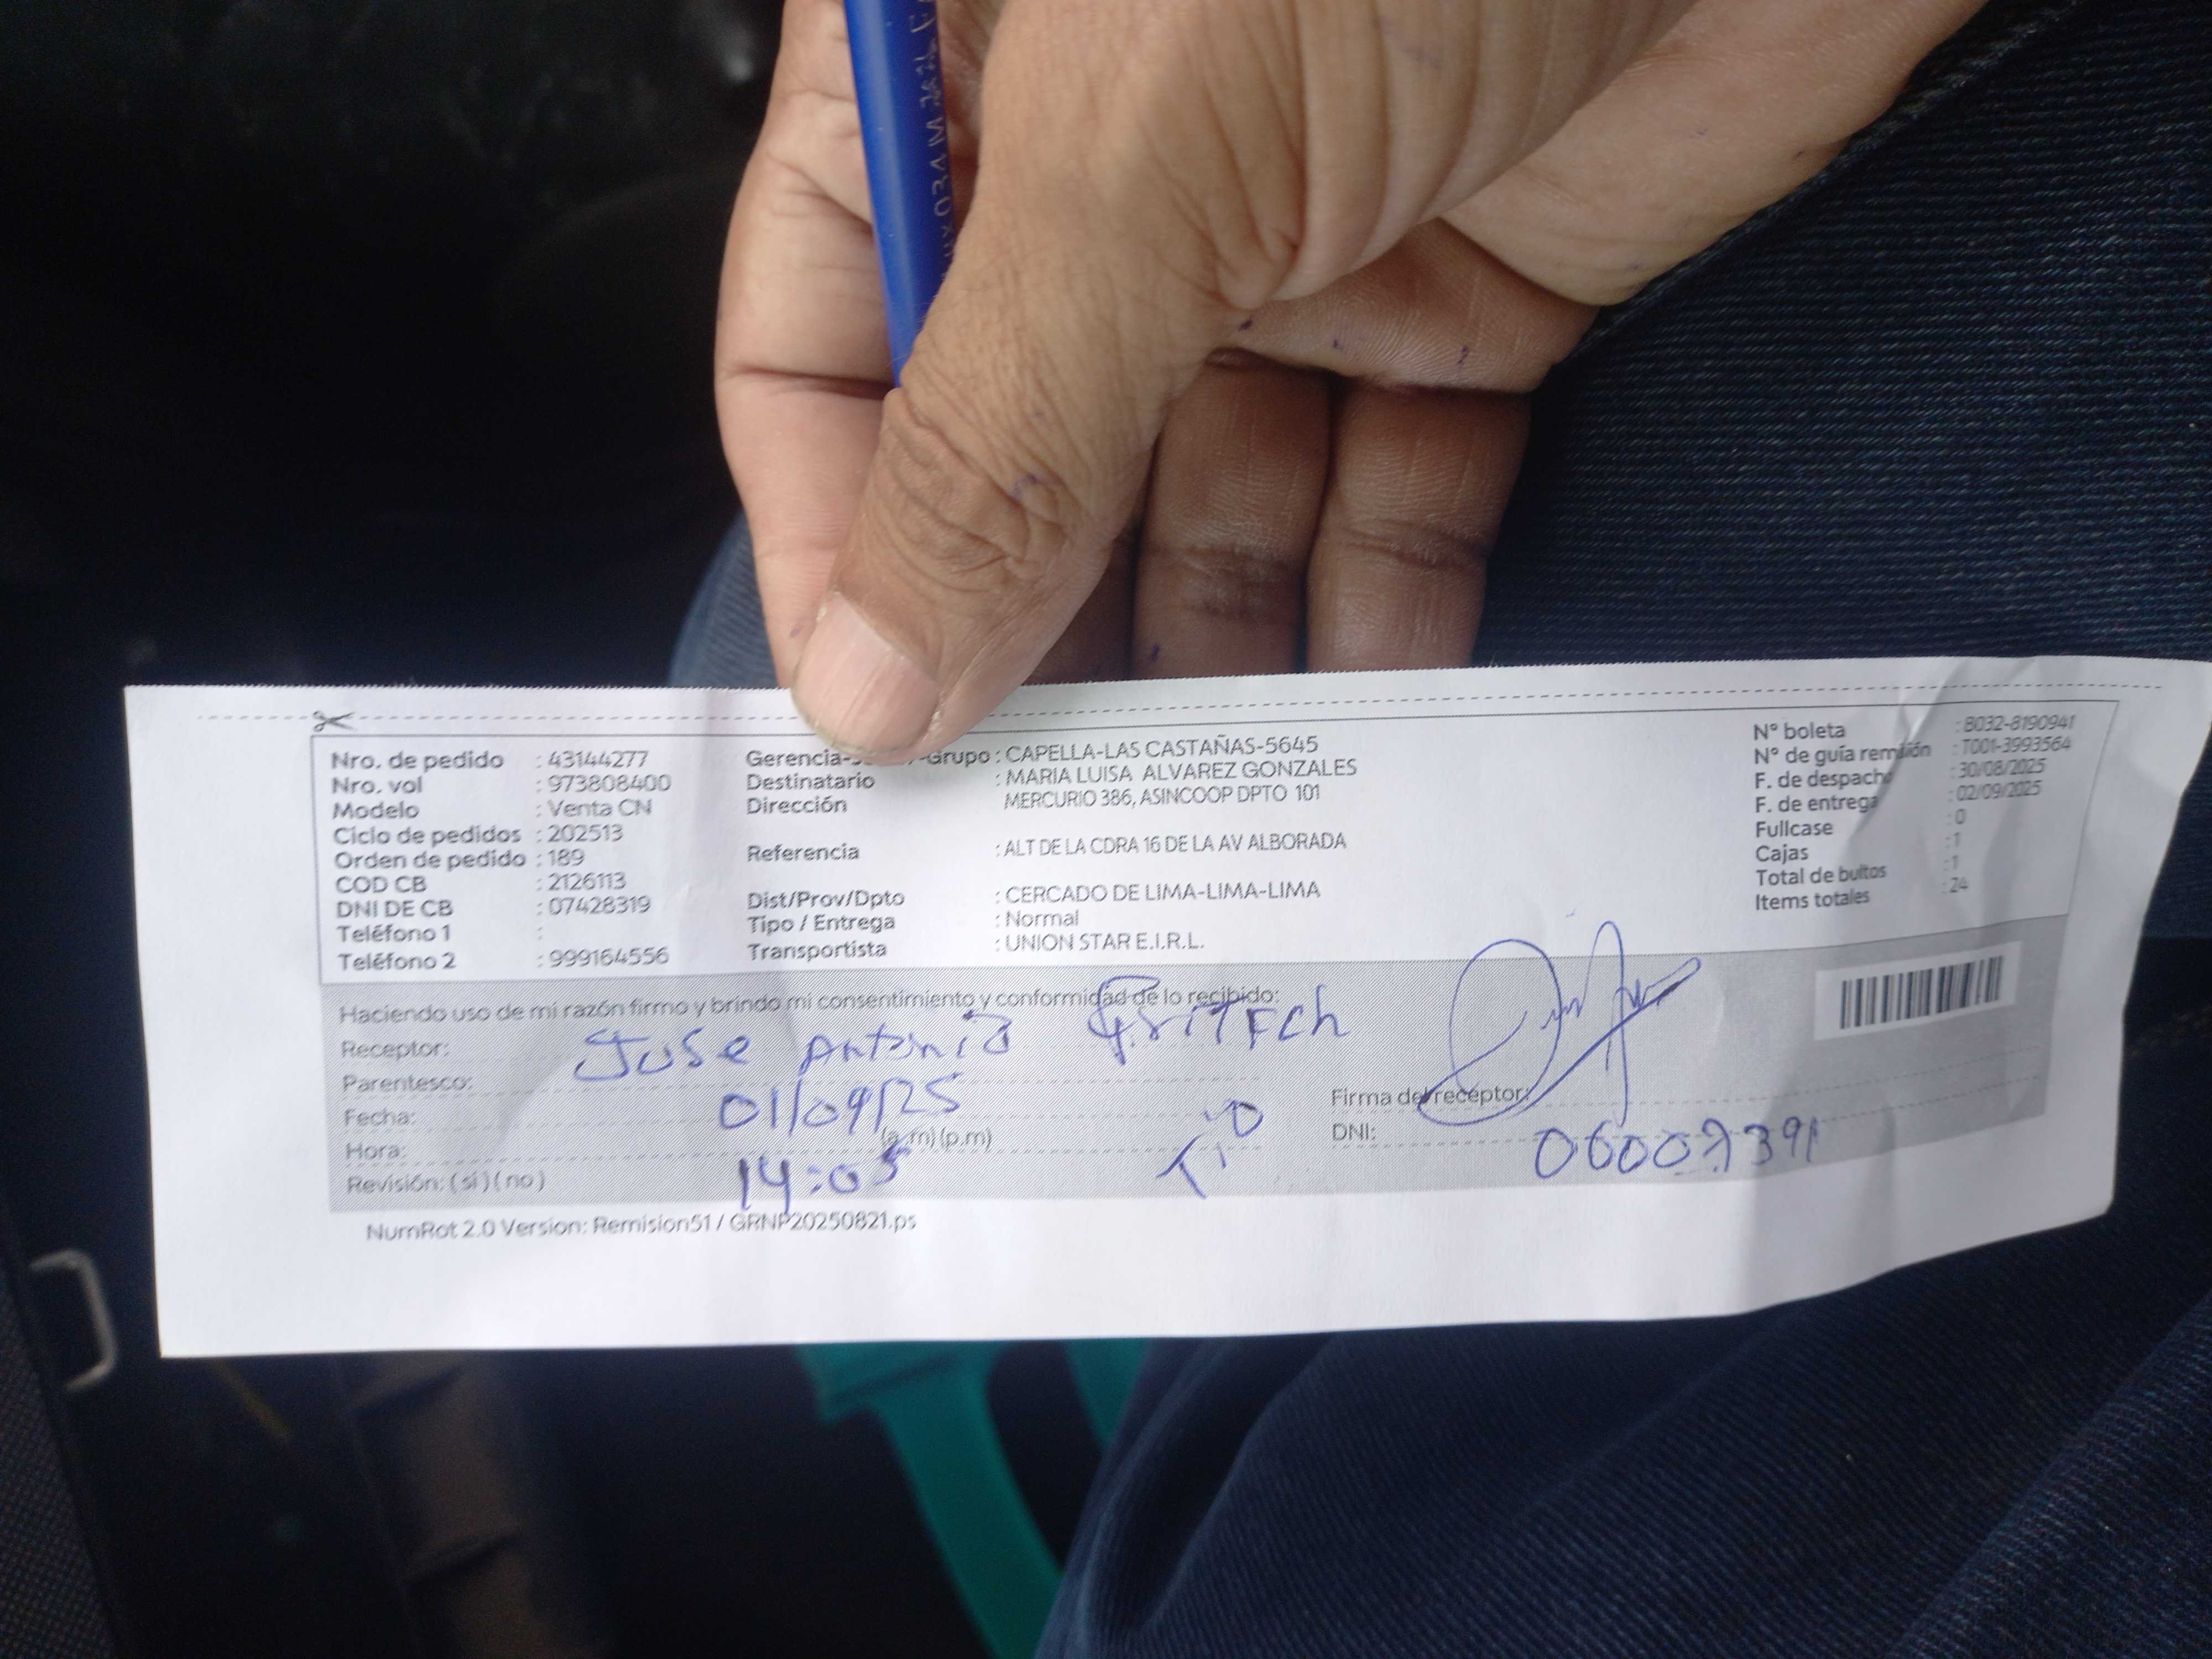 Nro. de pedido : 43144277
Nro. vol : 973808400
Modelo : Venta CN
Ciclo de pedidos : 202513
Orden de pedido : 189
COD CB : 2126113
DNI DE CB : 07428319
Teléfono 1 :
Teléfono 2 : 999164556
Gerencia- Grupo : CAPELLA-LAS CASTAÑAS-5645
Destinatario : MARIA LUISA ALVAREZ GONZALES
Dirección MERCURIO 386, ASINCOOP DPTO 101
Referencia : ALT DE LA CDRA 16 DE LA AV ALBORADA
Dist/Prov/Dpto : CERCADO DE LIMA-LIMA-LIMA
Tipo / Entrega : Normal
Transportista : UNION STAR E.I.R.L.
N° boleta : B032-8190941
N° de guía remisión : T001-3993564
F. de despacho : 30/08/2025
F. de entrega : 02/09/2025
Fullcase : 0
Cajas : 1
Total de bultos : 1
Items totales : 24
Haciendo uso de mi razón firmo y brindo mi consentimiento y conformidad de lo recibido:
Receptor: Jose Antonio
Parentesco:
Fecha: 01/09/25
Hora: (a.m) (p.m) 14:05
Revisión: ( si ) ( no )
Firma del receptor:
DNI:
NumRot 2.0 Version: Remision51 / GRNP20250821.ps